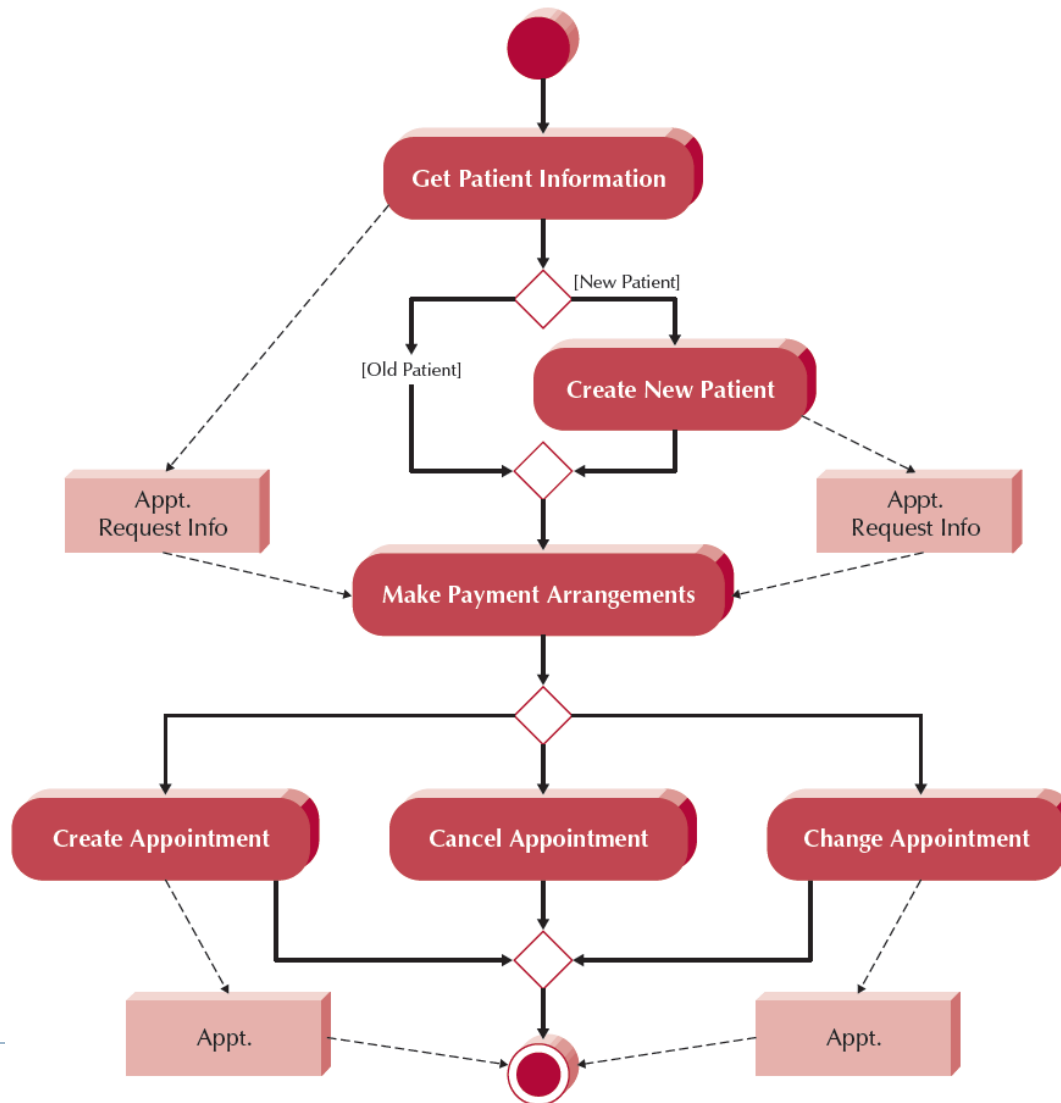 Get Patient Information
[New Patient]
[Old Patient]
Create New Patient
Appt.
Request Info
Appt.
Request Info
Make Payment Arrangements
Create Appointment
Cancel Appointment
Change Appointment
Appt.
Appt.